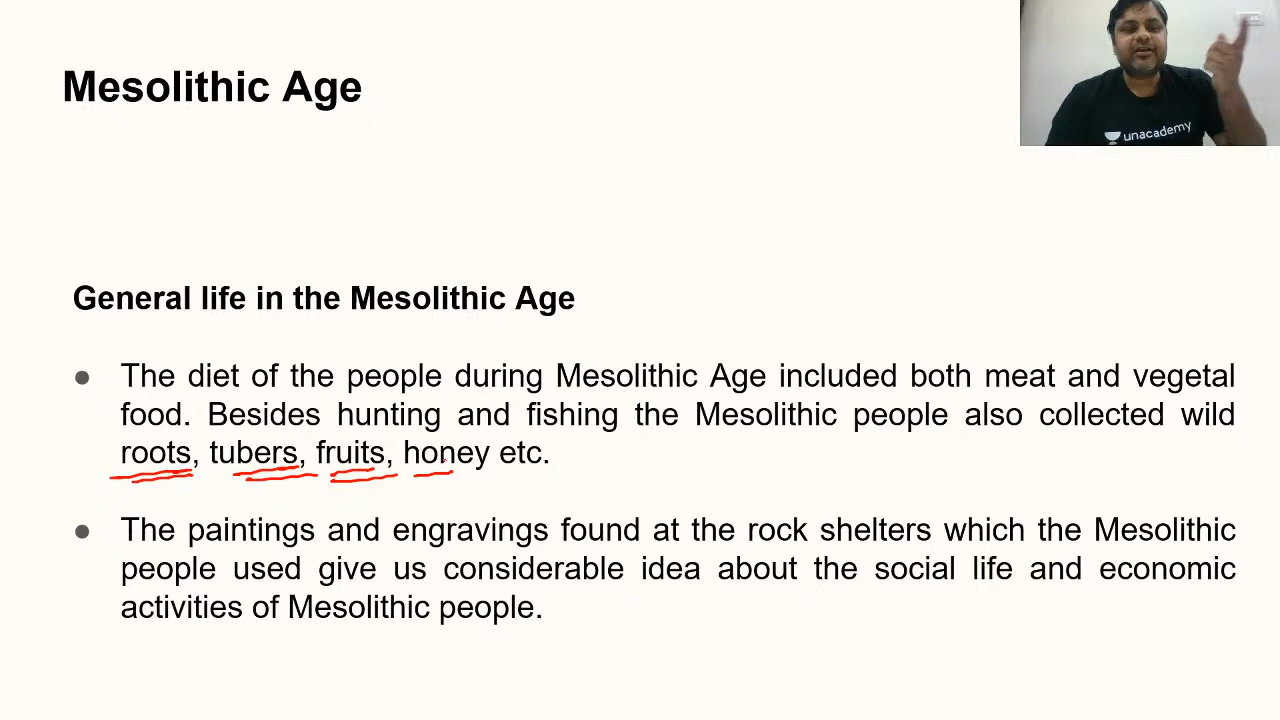 Mesolithic Age
unacademy
General life in the Mesolithic Age
● The diet of the people during Mesolithic Age included both meat and vegetal
food. Besides hunting and fishing the Mesolithic people also collected wild
roots, tubers, fruits, honey etc.
● The paintings and engravings found at the rock shelters which the Mesolithic
people used give us considerable idea about the social life and economic
activities of Mesolithic people.